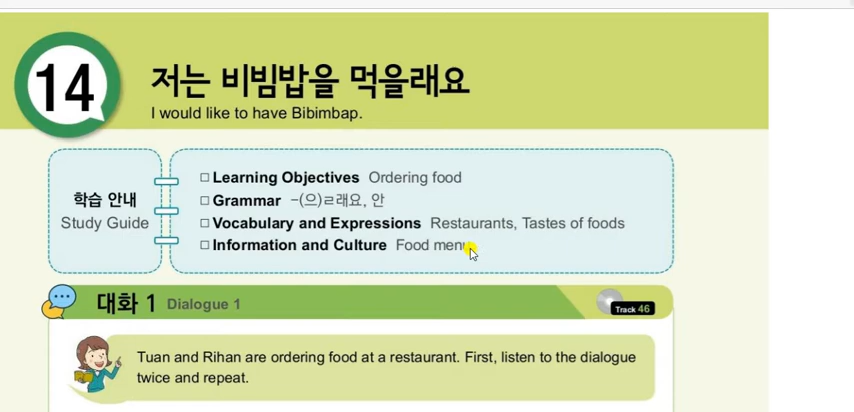 14
저는 비빔밥을 먹을래요
I would like to have Bibimbap.
학습 안내
Study Guide
□ Learning Objectives Ordering food
□ Grammar -(으)ㄹ래요, 안
□ Vocabulary and Expressions Restaurants, Tastes of foods
□ Information and Culture Food menu
대화 1 Dialogue 1
Track 46
Tuan and Rihan are ordering food at a restaurant. First, listen to the dialogue
twice and repeat.